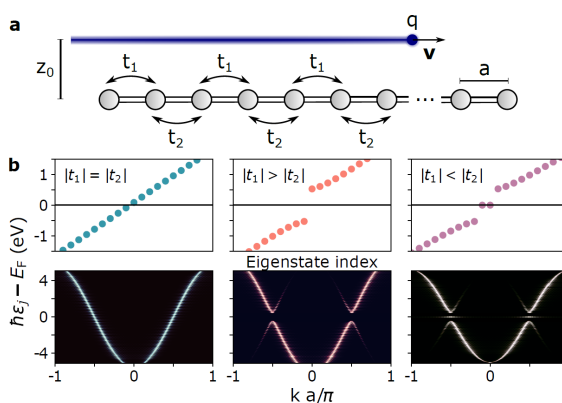 a
q
v
z0
t1 t1 t1
a
...
t2 t2 t2
b
|t1| = |t2| |t1| > |t2| |t1| < |t2|
1
0
-1
Eigenstate index
ħεj − EF (eV)
4
0
-4
-1 0 1 -1 0 1 -1 0 1
k a/π